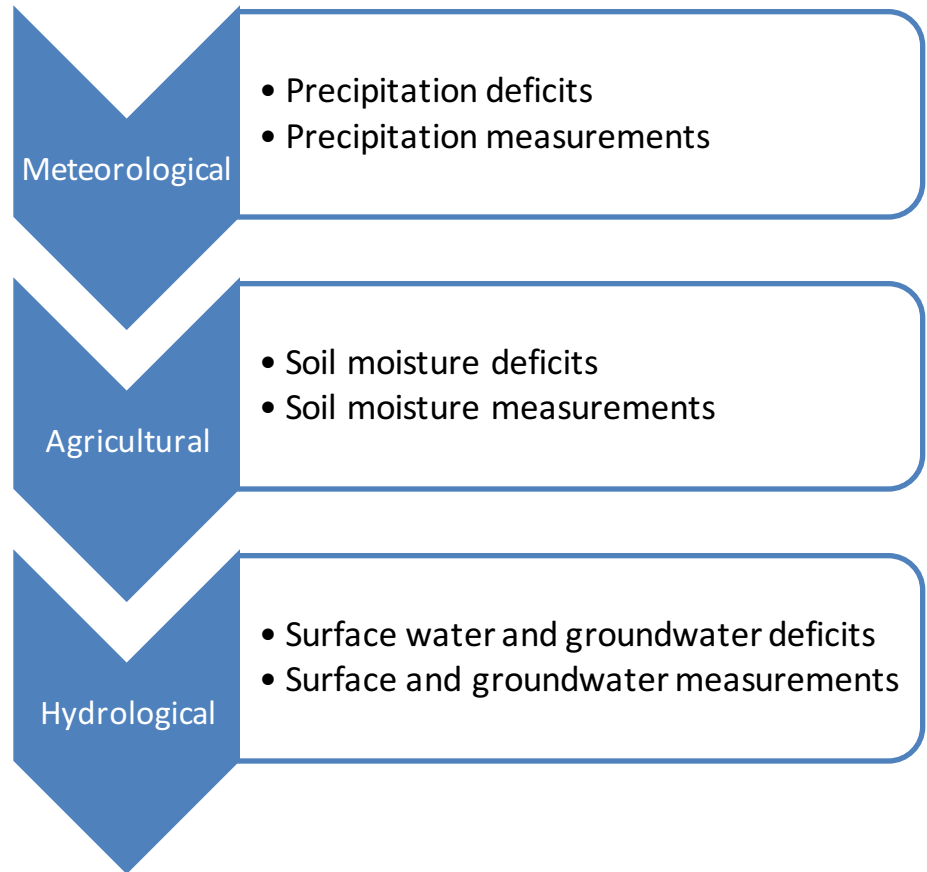 Meteorological
• Precipitation deficits
• Precipitation measurements
Agricultural
• Soil moisture deficits
• Soil moisture measurements
Hydrological
• Surface water and groundwater deficits
• Surface and groundwater measurements